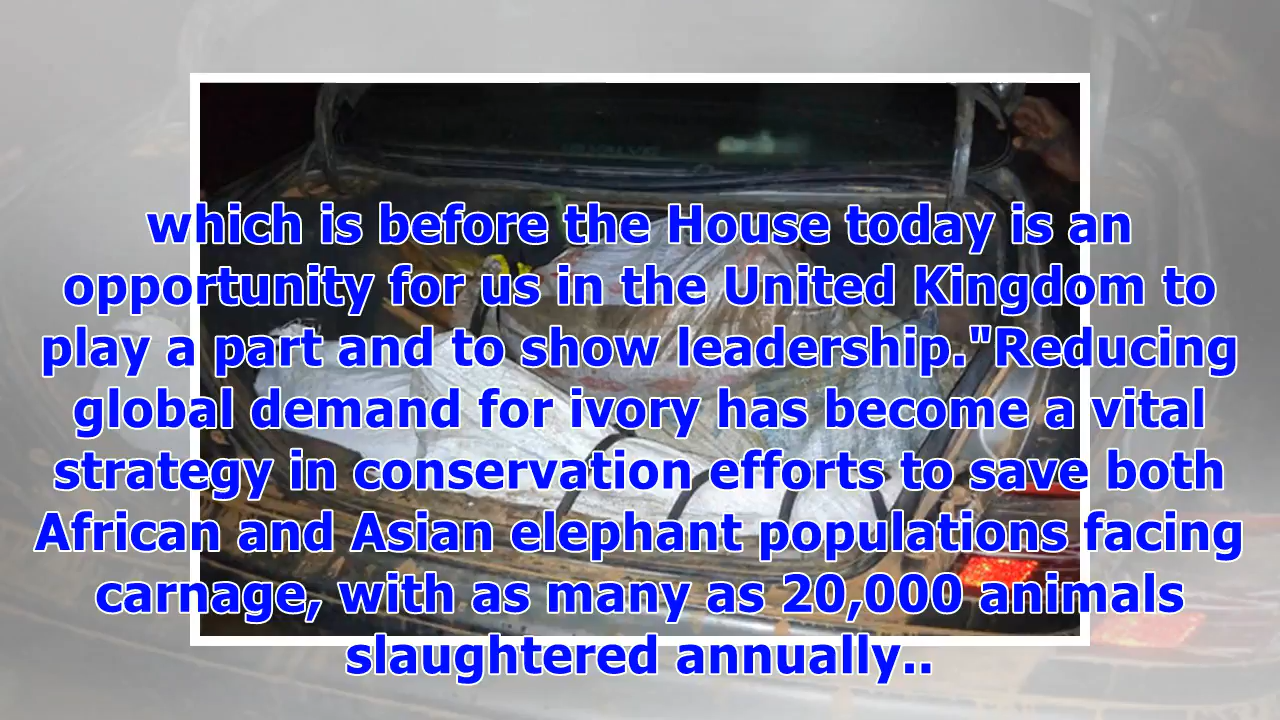 which is before the House today is an
opportunity for us in the United Kingdom to
play a part and to show leadership."Reducing
global demand for ivory has become a vital
strategy in conservation efforts to save both
African and Asian elephant populations facing
carnage, with as many as 20,000 animals
slaughtered annually..